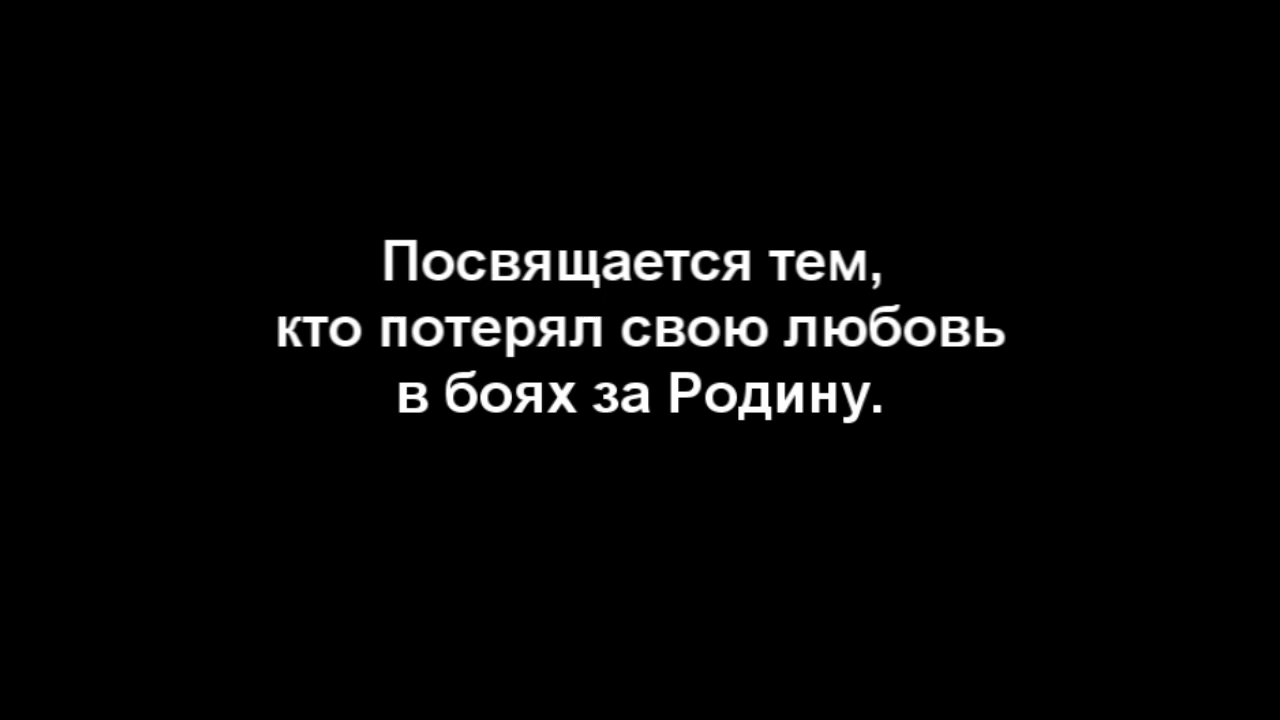 Посвящается тем,
кто потерял свою любовь
в боях за Родину.